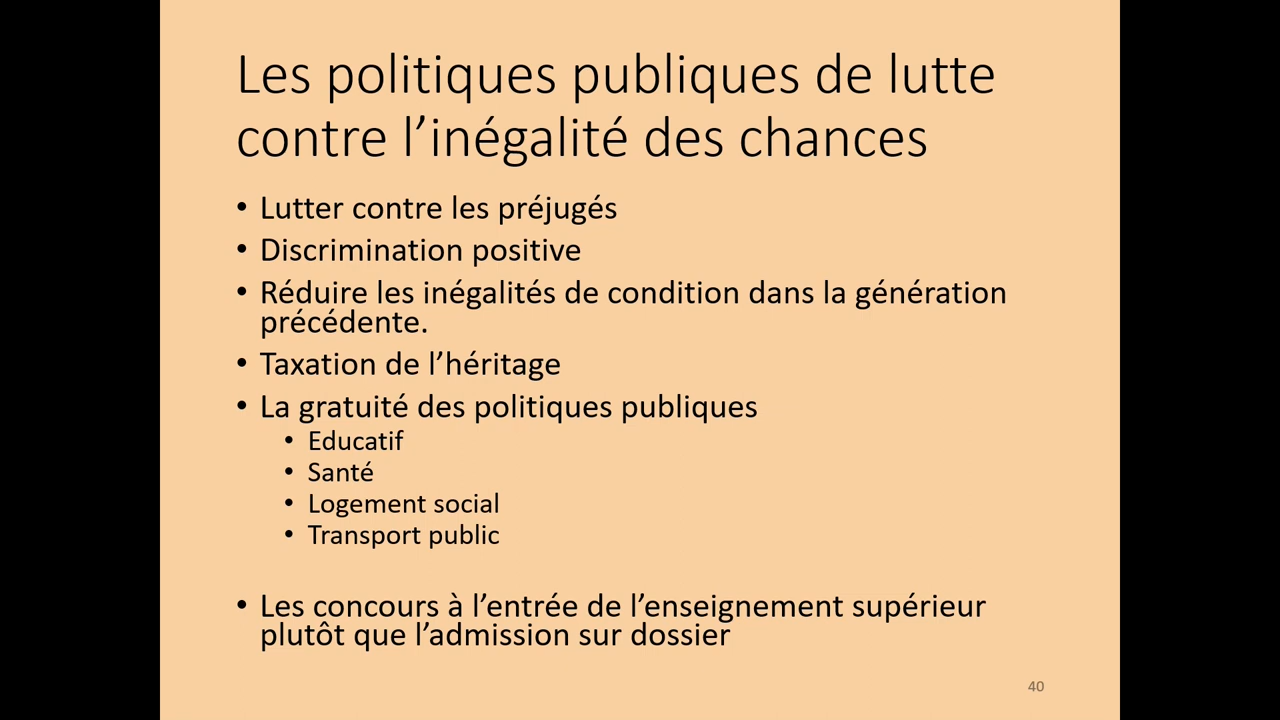 Les politiques publiques de lutte
contre l’inégalité des chances
• Lutter contre les préjugés
• Discrimination positive
• Réduire les inégalités de condition dans la génération
précédente.
• Taxation de l’héritage
• La gratuité des politiques publiques
• Educatif
• Santé
• Logement social
• Transport public
• Les concours à l’entrée de l’enseignement supérieur
plutôt que l’admission sur dossier
40